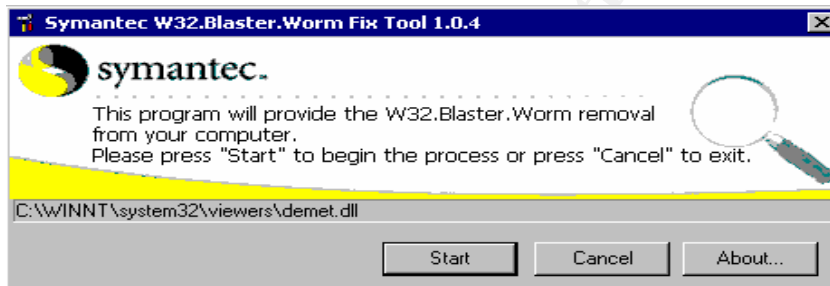 Symantec W32.Blaster.Worm Fix Tool 1.0.4
symantec.
This program will provide the W32.Blaster.Worm removal
from your computer.
Please press "Start" to begin the process or press "Cancel" to exit.
C:\WINNT\system32\viewers\demet.dll
Start
Cancel
About...